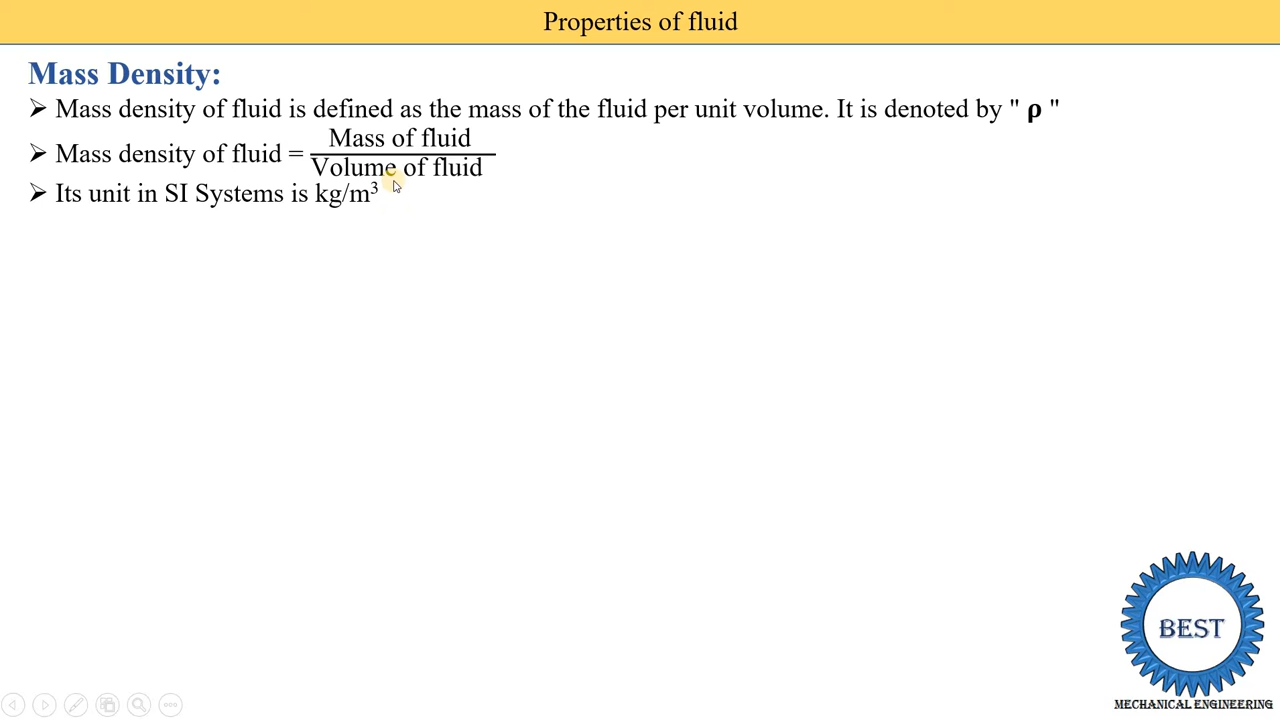 Properties of fluid
Mass Density:
➢ Mass density of fluid is defined as the mass of the fluid per unit volume. It is denoted by " ρ "
Mass of fluid
➢ Mass density of fluid =
Volume of fluid
➢ Its unit in SI Systems is kg/m³
BEST
MECHANICAL ENGINEERING